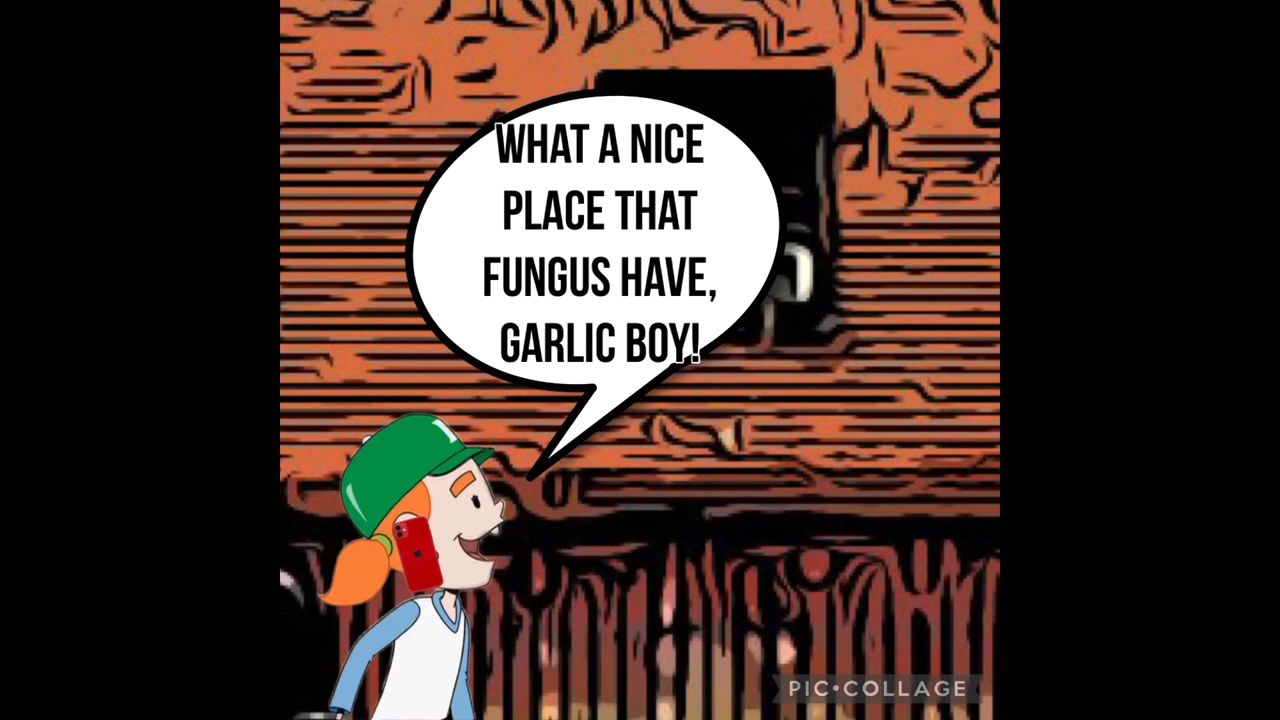 WHAT A NICE
PLACE THAT
FUNGUS HAVE,
GARLIC BOY!
PIC•COLLAGE